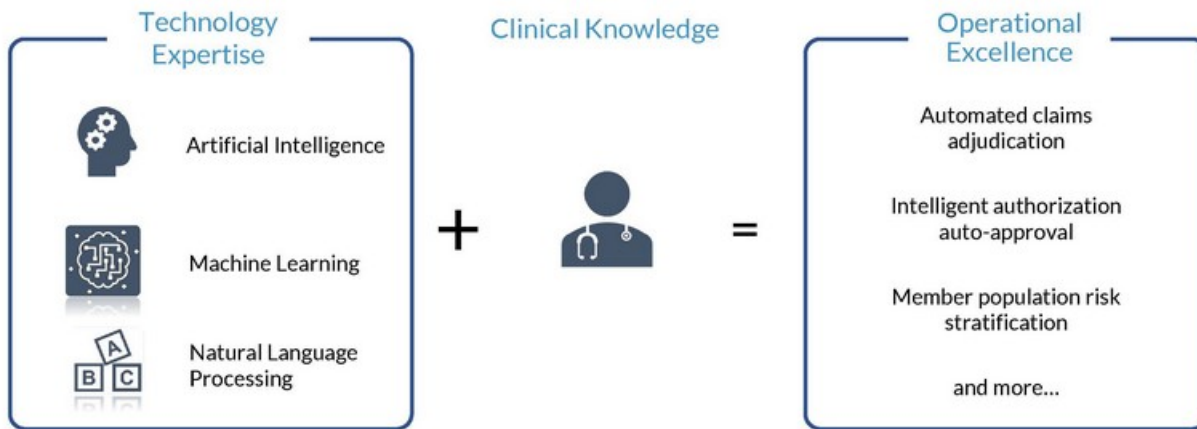 Technology
Expertise
Artificial Intelligence
Machine Learning
A
B C
Natural Language
Processing
+
Clinical Knowledge
=
Operational
Excellence
Automated claims
adjudication
Intelligent authorization
auto-approval
Member population risk
stratification
and more...